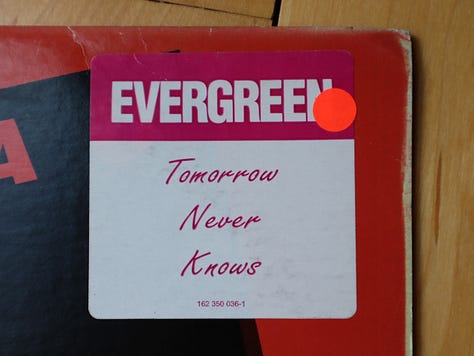 EVERGREEN
Tomorrow
Never
Knows
162 350 036-1
A